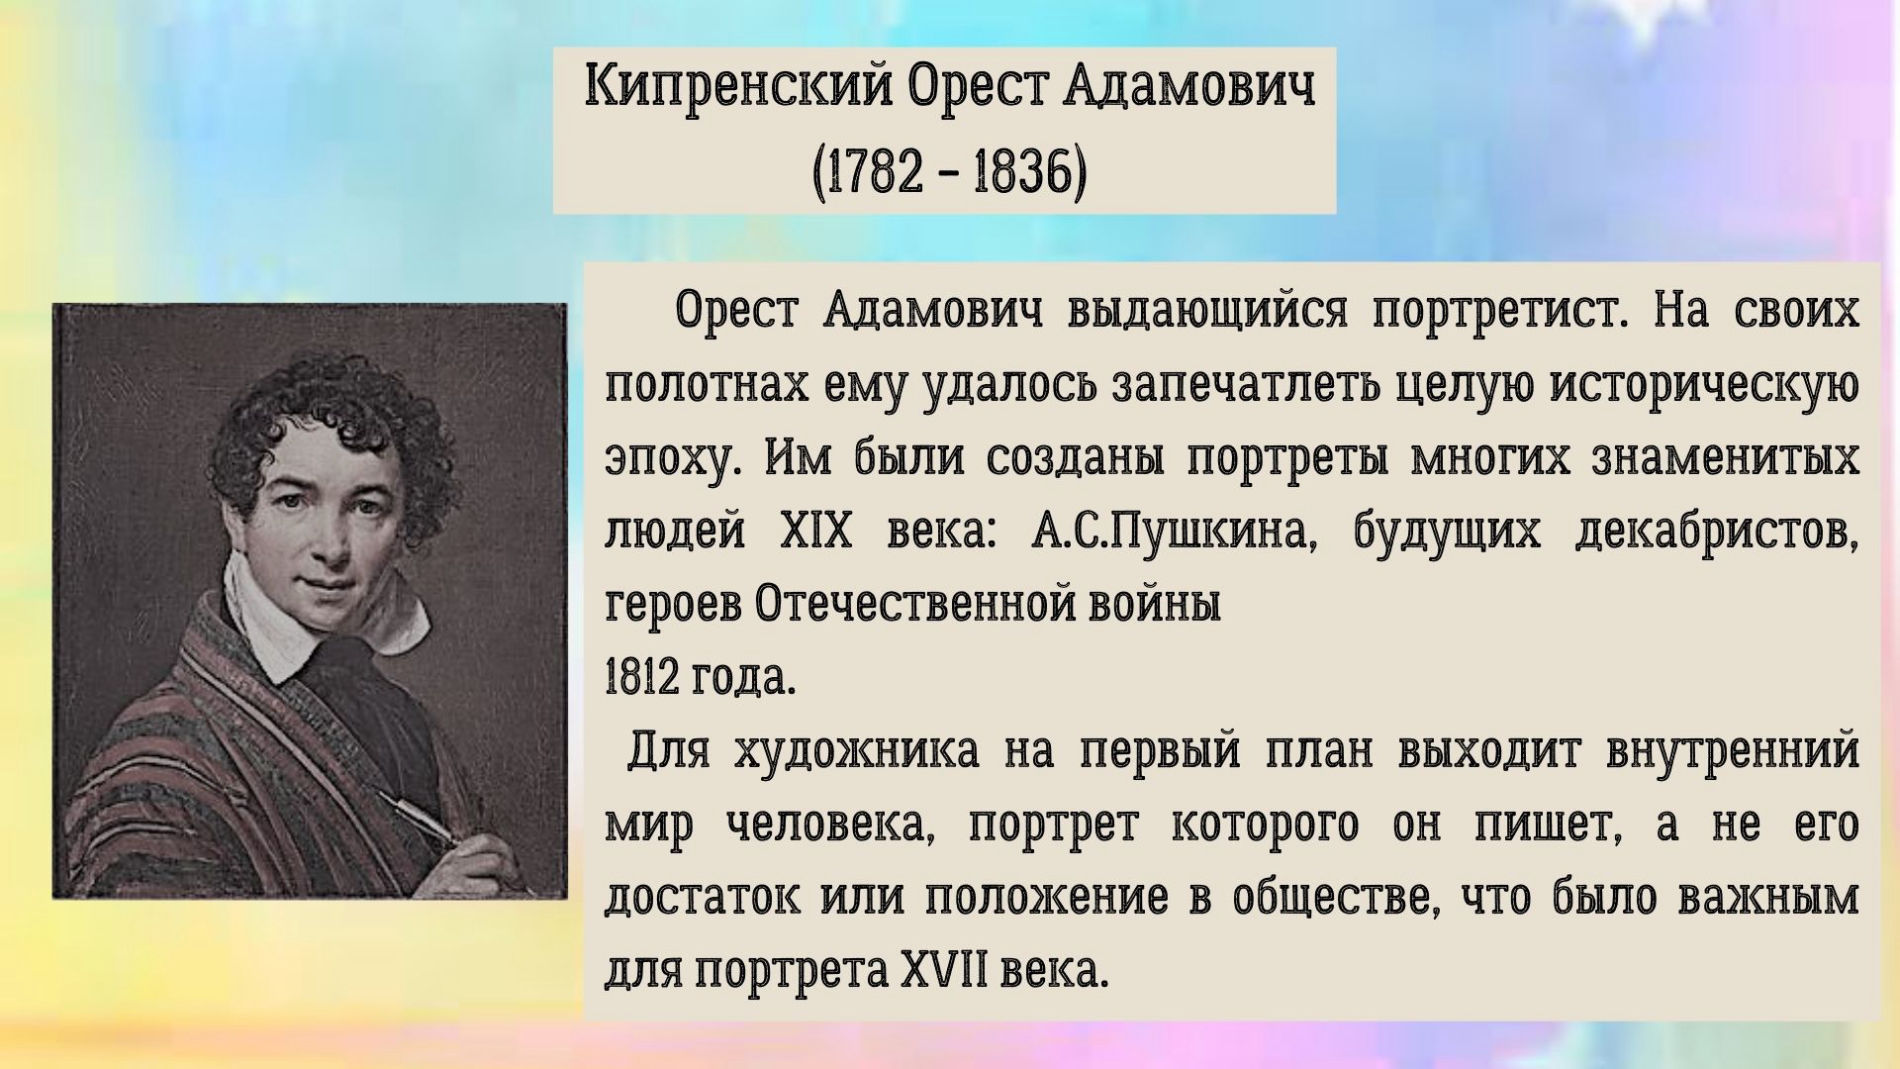 Кипренский Орест Адамович
(1782 – 1836)
Орест Адамович выдающийся портретист. На своих
полотнах ему удалось запечатлеть целую историческую
эпоху. Им были созданы портреты многих знаменитых
людей XIX века: А.С.Пушкина, будущих декабристов,
героев Отечественной войны
1812 года.
Для художника на первый план выходит внутренний
мир человека, портрет которого он пишет, а не его
достаток или положение в обществе, что было важным
для портрета XVII века.